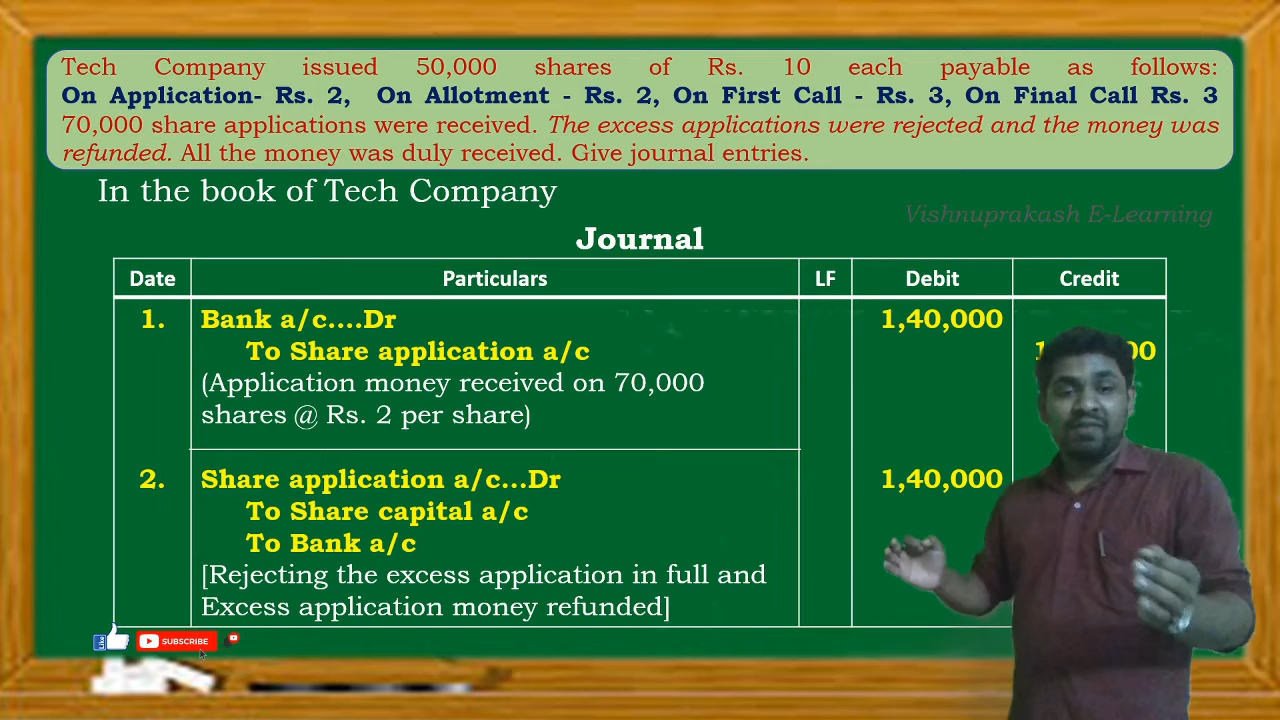 Tech Company issued 50,000 shares of Rs. 10 each payable as follows:
On Application- Rs. 2, On Allotment - Rs. 2, On First Call - Rs. 3, On Final Call Rs. 3
70,000 share applications were received. The excess applications were rejected and the money was
refunded. All the money was duly received. Give journal entries.
In the book of Tech Company
Vishnuprakash E-Learning
Journal
Date Particulars LF Debit Credit
1. Bank a/c....Dr 1,40,000
To Share application a/c
(Application money received on 70,000
shares @ Rs. 2 per share)
2. Share application a/c...Dr 1,40,000
To Share capital a/c
To Bank a/c
[Rejecting the excess application in full and
Excess application money refunded]
Like SUBSCRIBE